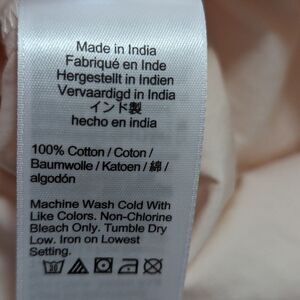 Made in India
Fabriqué en Inde
Hergestellt in Indien
Vervaardigd in India
インド製
hecho en india
100% Cotton / Coton /
Baumwolle / Katoen / 綿 /
algodón
Machine Wash Cold With
Like Colors. Non-Chlorine
Bleach Only. Tumble Dry
Low. Iron on Lowest
Setting.